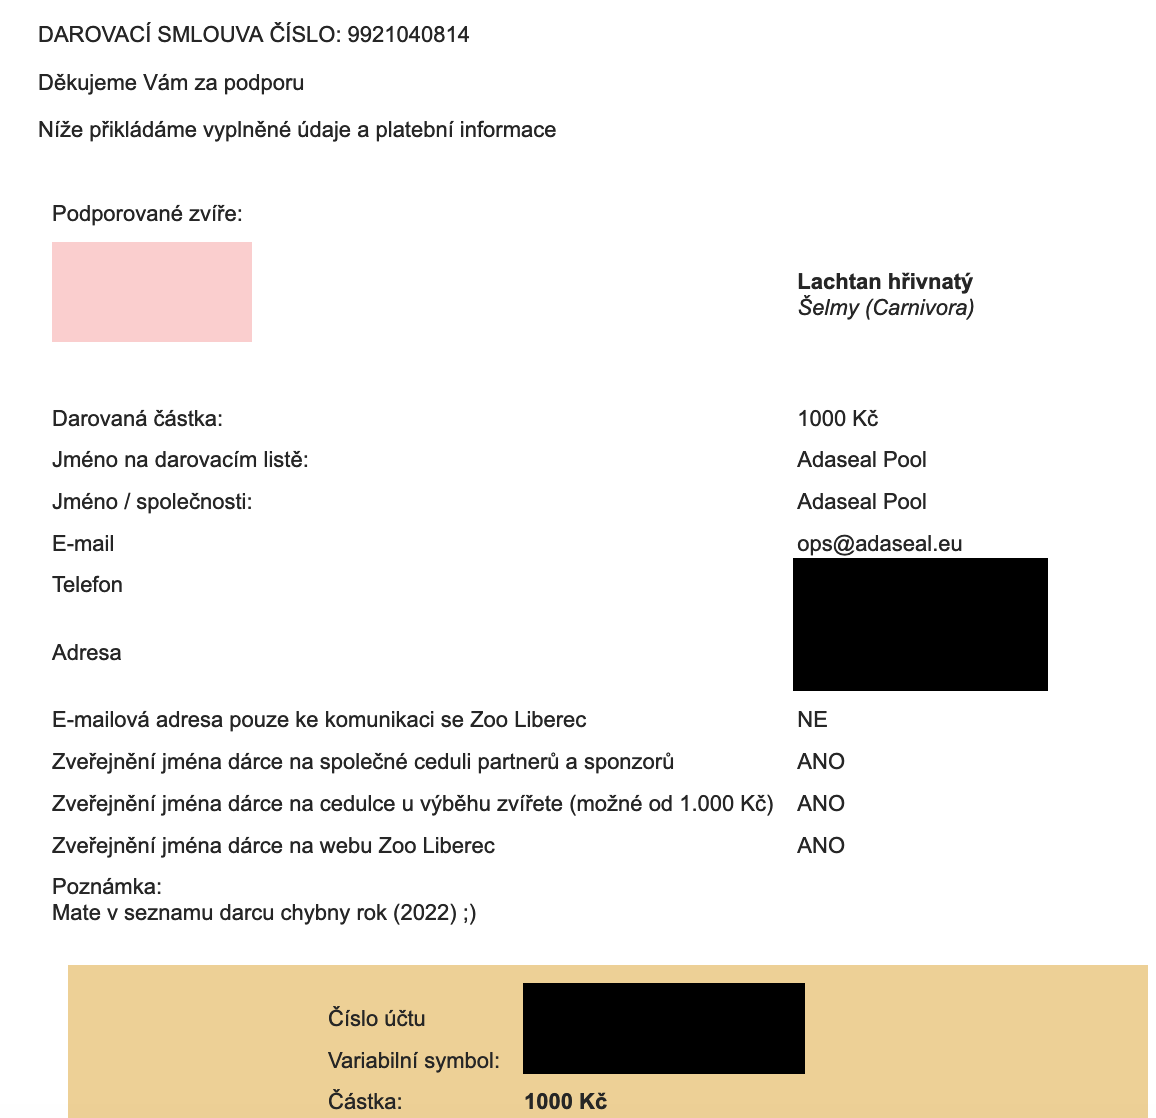 DAROVACÍ SMLOUVA ČÍSLO: 9921040814
Děkujeme Vám za podporu
Níže přikládáme vyplněné údaje a platební informace
Podporované zvíře:
Lachtan hřivnatý
Šelmy (Carnivora)
Darovaná částka: 1000 Kč
Jméno na darovacím listě: Adaseal Pool
Jméno / společnosti: Adaseal Pool
E-mail ops@adaseal.eu
Telefon
Adresa
E-mailová adresa pouze ke komunikaci se Zoo Liberec NE
Zveřejnění jména dárce na společné ceduli partnerů a sponzorů ANO
Zveřejnění jména dárce na cedulce u výběhu zvířete (možné od 1.000 Kč) ANO
Zveřejnění jména dárce na webu Zoo Liberec ANO
Poznámka:
Mate v seznamu darcu chybny rok (2022) ;)
Číslo účtu
Variabilní symbol:
Částka: 1000 Kč